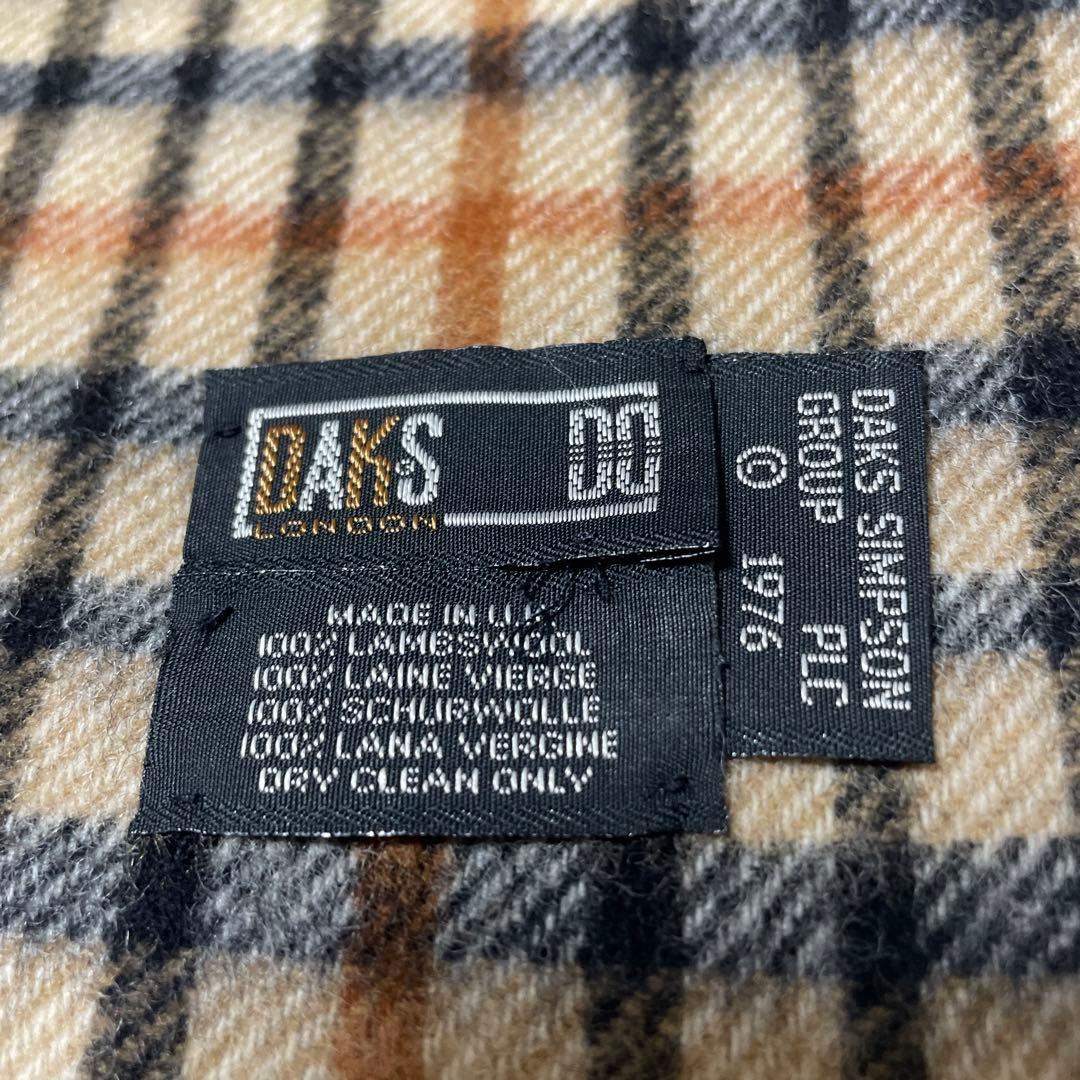 DAKS
LONDON
DD
MADE IN U.K
100% LAMBSWOOL
100% LAINE VIERGE
100% SCHURWOLLE
100% LANA VERGINE
DRY CLEAN ONLY
DAKS SIMPSON
GROUP PLC
© 1976